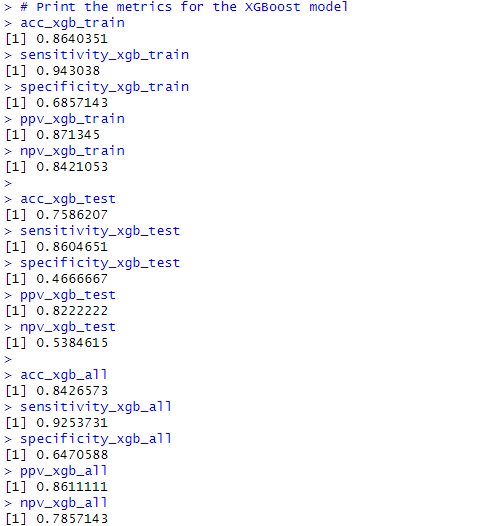 > # Print the metrics for the XGBoost model
> acc_xgb_train
[1] 0.8640351
> sensitivity_xgb_train
[1] 0.943038
> specificity_xgb_train
[1] 0.6857143
> ppv_xgb_train
[1] 0.871345
> npv_xgb_train
[1] 0.8421053
>
> acc_xgb_test
[1] 0.7586207
> sensitivity_xgb_test
[1] 0.8604651
> specificity_xgb_test
[1] 0.4666667
> ppv_xgb_test
[1] 0.8222222
> npv_xgb_test
[1] 0.5384615
>
> acc_xgb_all
[1] 0.8426573
> sensitivity_xgb_all
[1] 0.9253731
> specificity_xgb_all
[1] 0.6470588
> ppv_xgb_all
[1] 0.8611111
> npv_xgb_all
[1] 0.7857143